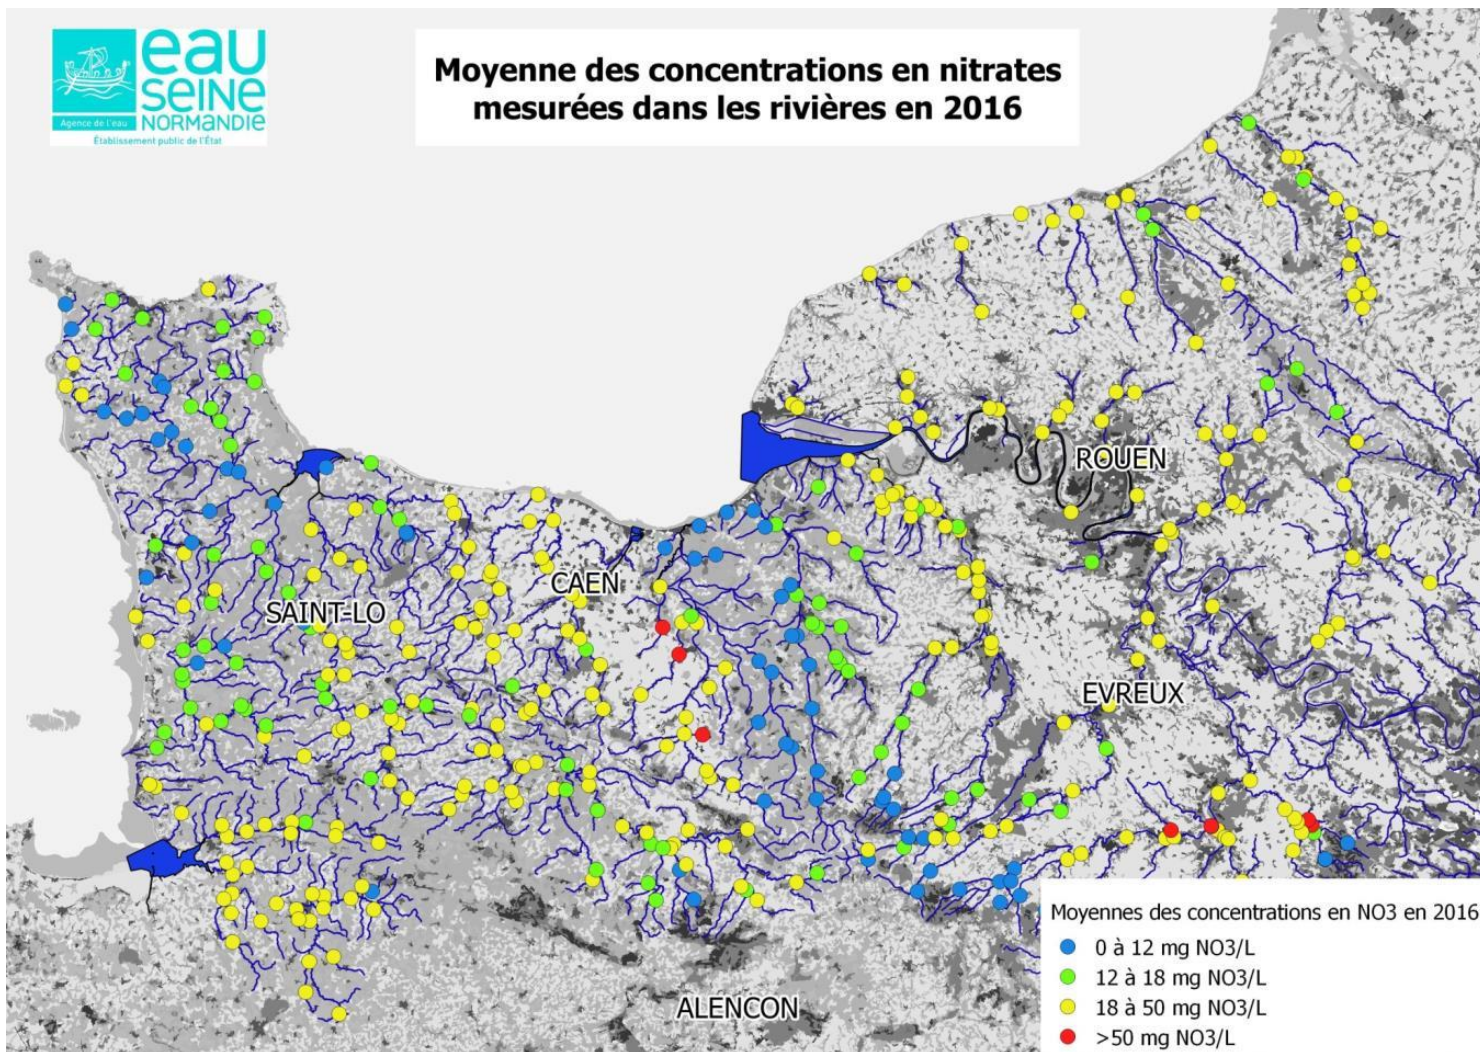 eau
SEINE
NORMANDIE
Agence de l'eau
Établissement public de l'État
Moyenne des concentrations en nitrates
mesurées dans les rivières en 2016
ROUEN
CAEN
SAINT-LO
EVREUX
ALENCON
Moyennes des concentrations en NO3 en 2016
0 à 12 mg NO3/L
12 à 18 mg NO3/L
18 à 50 mg NO3/L
>50 mg NO3/L